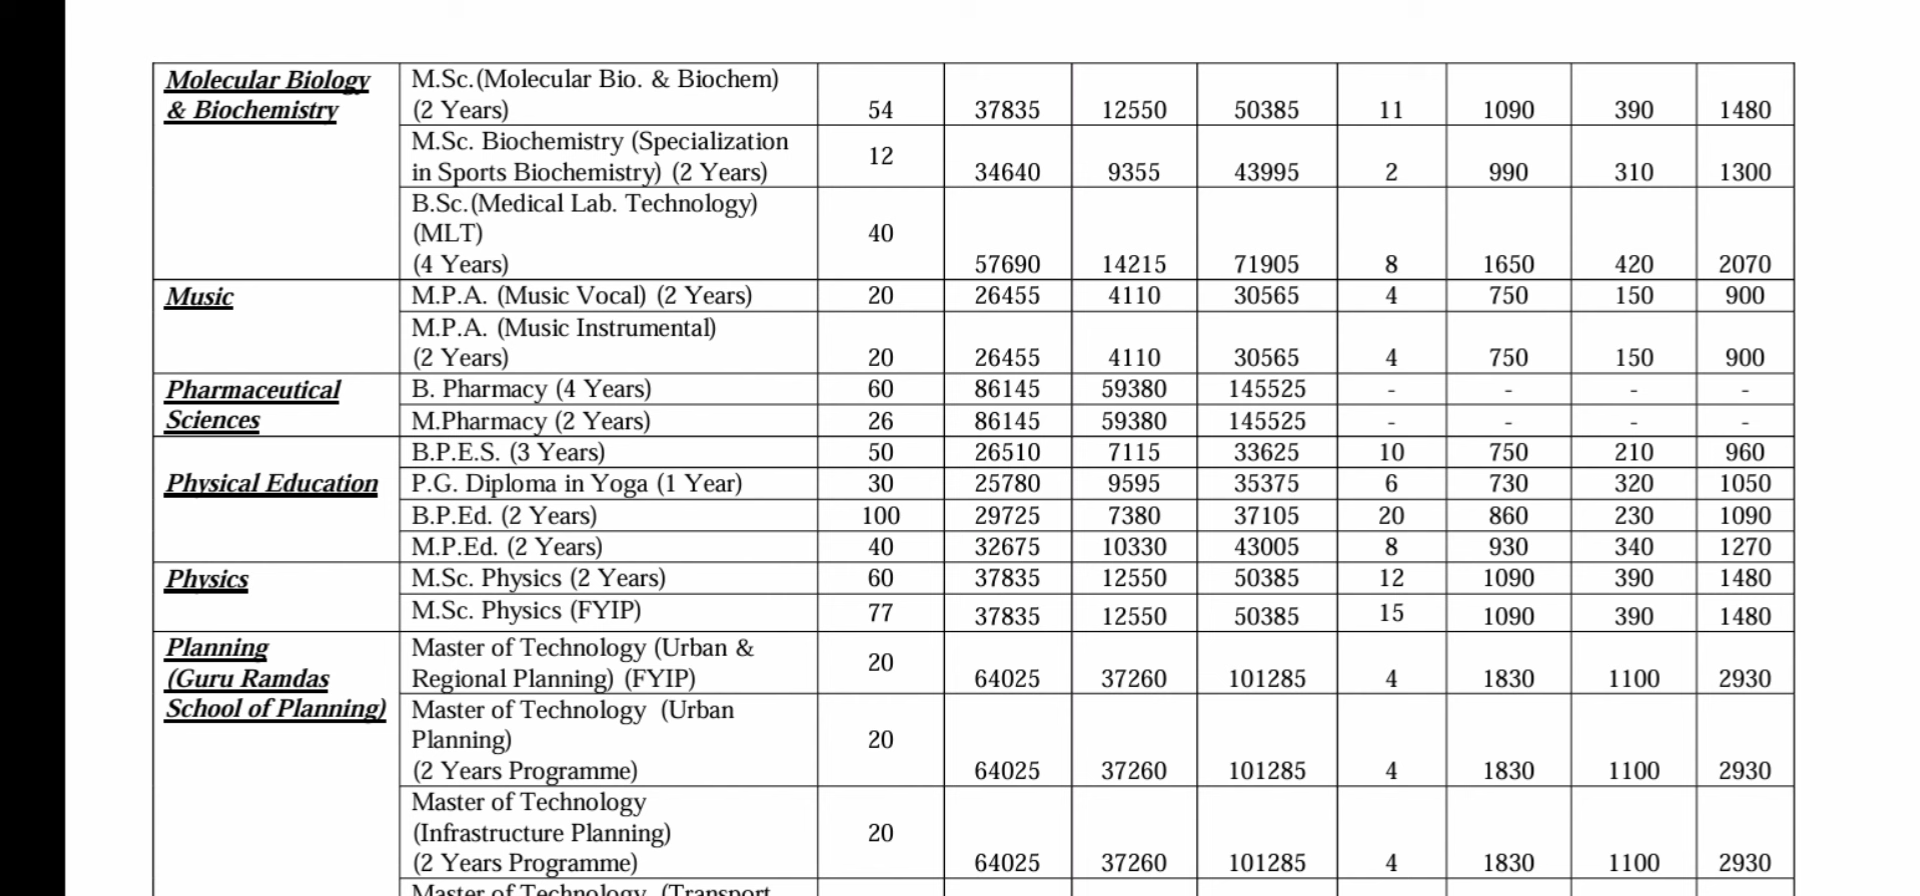 Molecular Biology & Biochemistry M.Sc.(Molecular Bio. & Biochem) (2 Years) 54 37835 12550 50385 11 1090 390 1480
M.Sc. Biochemistry (Specialization in Sports Biochemistry) (2 Years) 12 34640 9355 43995 2 990 310 1300
B.Sc.(Medical Lab. Technology) (MLT) (4 Years) 40 57690 14215 71905 8 1650 420 2070
Music M.P.A. (Music Vocal) (2 Years) 20 26455 4110 30565 4 750 150 900
M.P.A. (Music Instrumental) (2 Years) 20 26455 4110 30565 4 750 150 900
Pharmaceutical Sciences B. Pharmacy (4 Years) 60 86145 59380 145525 - - - -
M.Pharmacy (2 Years) 26 86145 59380 145525 - - - -
B.P.E.S. (3 Years) 50 26510 7115 33625 10 750 210 960
Physical Education P.G. Diploma in Yoga (1 Year) 30 25780 9595 35375 6 730 320 1050
B.P.Ed. (2 Years) 100 29725 7380 37105 20 860 230 1090
M.P.Ed. (2 Years) 40 32675 10330 43005 8 930 340 1270
Physics M.Sc. Physics (2 Years) 60 37835 12550 50385 12 1090 390 1480
M.Sc. Physics (FYIP) 77 37835 12550 50385 15 1090 390 1480
Planning (Guru Ramdas School of Planning) Master of Technology (Urban & Regional Planning) (FYIP) 20 64025 37260 101285 4 1830 1100 2930
Master of Technology (Urban Planning) (2 Years Programme) 20 64025 37260 101285 4 1830 1100 2930
Master of Technology (Infrastructure Planning) (2 Years Programme) 20 64025 37260 101285 4 1830 1100 2930
Master of Technology (Transport